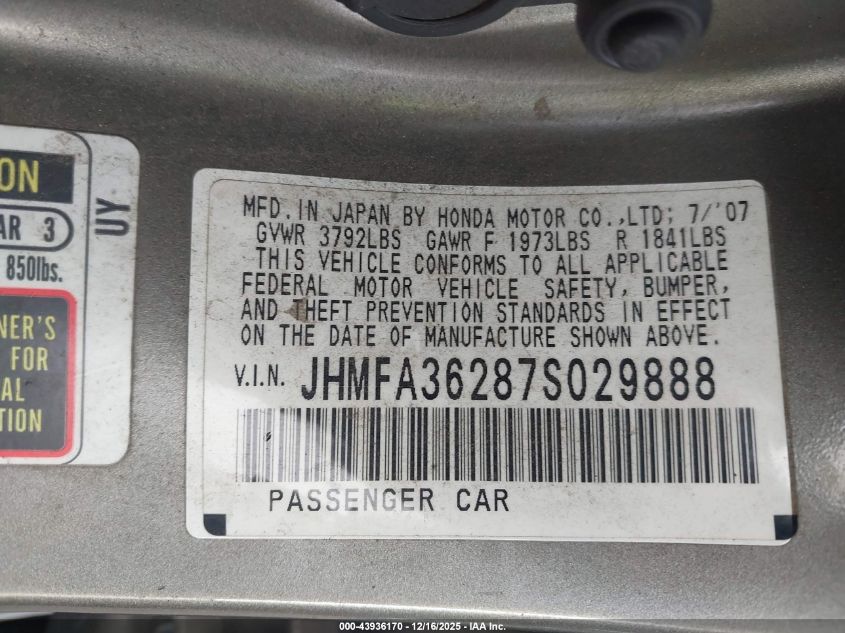 ON
AR 3
850lbs.
UY
NER'S
FOR
AL
TION
MFD. IN JAPAN BY HONDA MOTOR CO.,LTD; 7/'07
GVWR 3792LBS GAWR F 1973LBS R 1841LBS
THIS VEHICLE CONFORMS TO ALL APPLICABLE
FEDERAL MOTOR VEHICLE SAFETY, BUMPER,
AND THEFT PREVENTION STANDARDS IN EFFECT
ON THE DATE OF MANUFACTURE SHOWN ABOVE.
V.I.N. JHMFA36287S029888
PASSENGER CAR
000-43936170 — 12/16/2025 — IAA Inc.